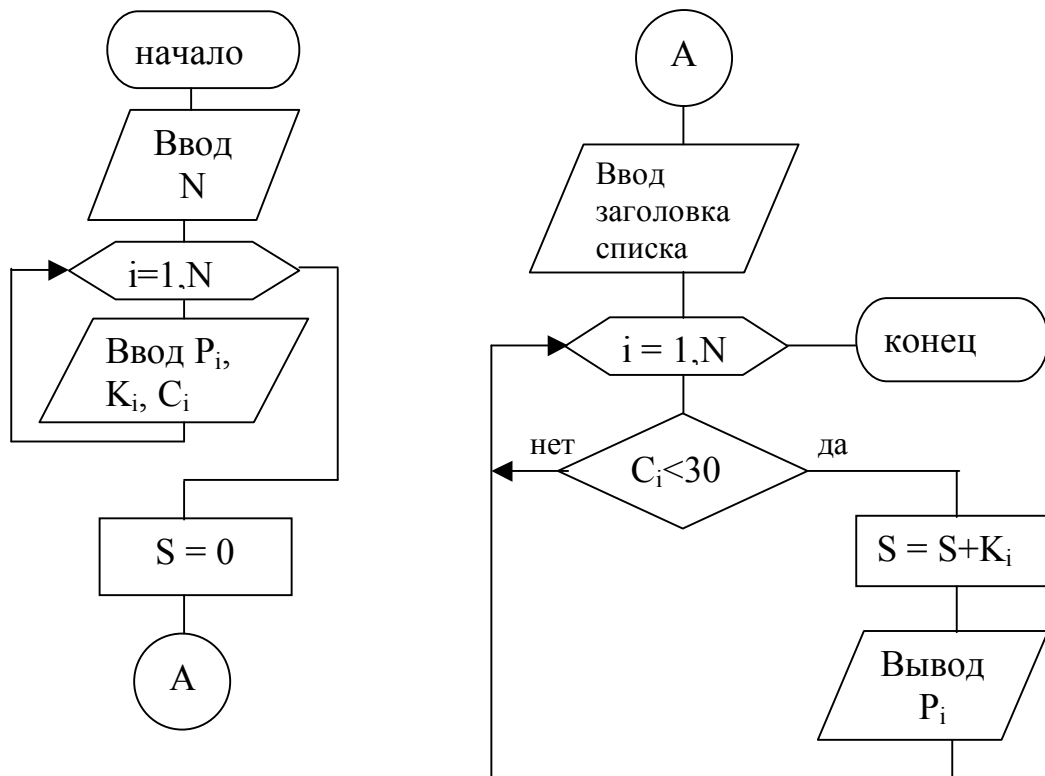 начало
Ввод
N
i=1,N
Ввод Pi,
Ki, Ci
S = 0
A
A
Ввод
заголовка
списка
i = 1,N
конец
нет
да
Ci<30
S = S+Ki
Вывод
Pi